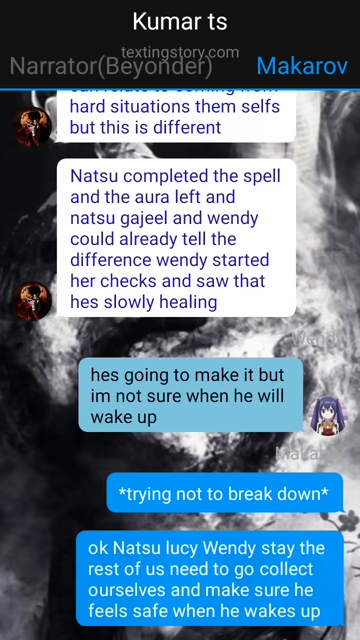 Kumar ts
textingstory.com
Narrator(Beyonder)
Makarov
can relate to coming from
hard situations them selfs
but this is different
Natsu completed the spell
and the aura left and
natsu gajeel and wendy
could already tell the
difference wendy started
her checks and saw that
hes slowly healing
Wendy
hes going to make it but
im not sure when he will
wake up
*trying not to break down*
ok Natsu lucy Wendy stay the
rest of us need to go collect
ourselves and make sure he
feels safe when he wakes up